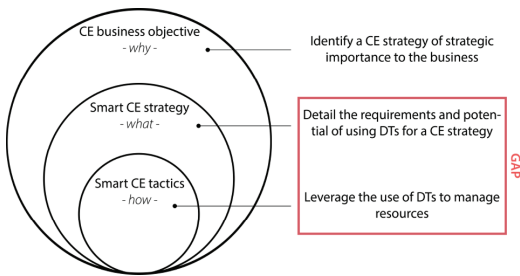 CE business objective
- why -
Identify a CE strategy of strategic
importance to the business
Smart CE strategy
- what -
Detail the requirements and poten-
tial of using DTs for a CE strategy
Smart CE tactics
- how -
Leverage the use of DTs to manage
resources
GAP